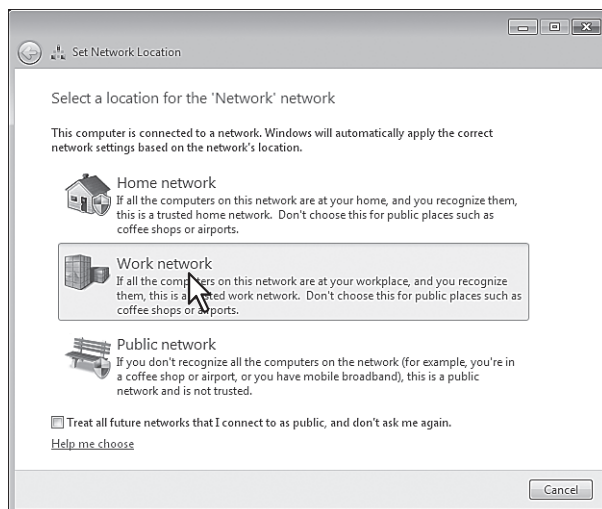 Set Network Location
Select a location for the 'Network' network
This computer is connected to a network. Windows will automatically apply the correct
network settings based on the network's location.
Home network
If all the computers on this network are at your home, and you recognize them,
this is a trusted home network. Don't choose this for public places such as
coffee shops or airports.
Work network
If all the computers on this network are at your workplace, and you recognize
them, this is a trusted work network. Don't choose this for public places such as
coffee shops or airports.
Public network
If you don't recognize all the computers on the network (for example, you're in
a coffee shop or airport, or you have mobile broadband), this is a public
network and is not trusted.
Treat all future networks that I connect to as public, and don't ask me again.
Help me choose
Cancel